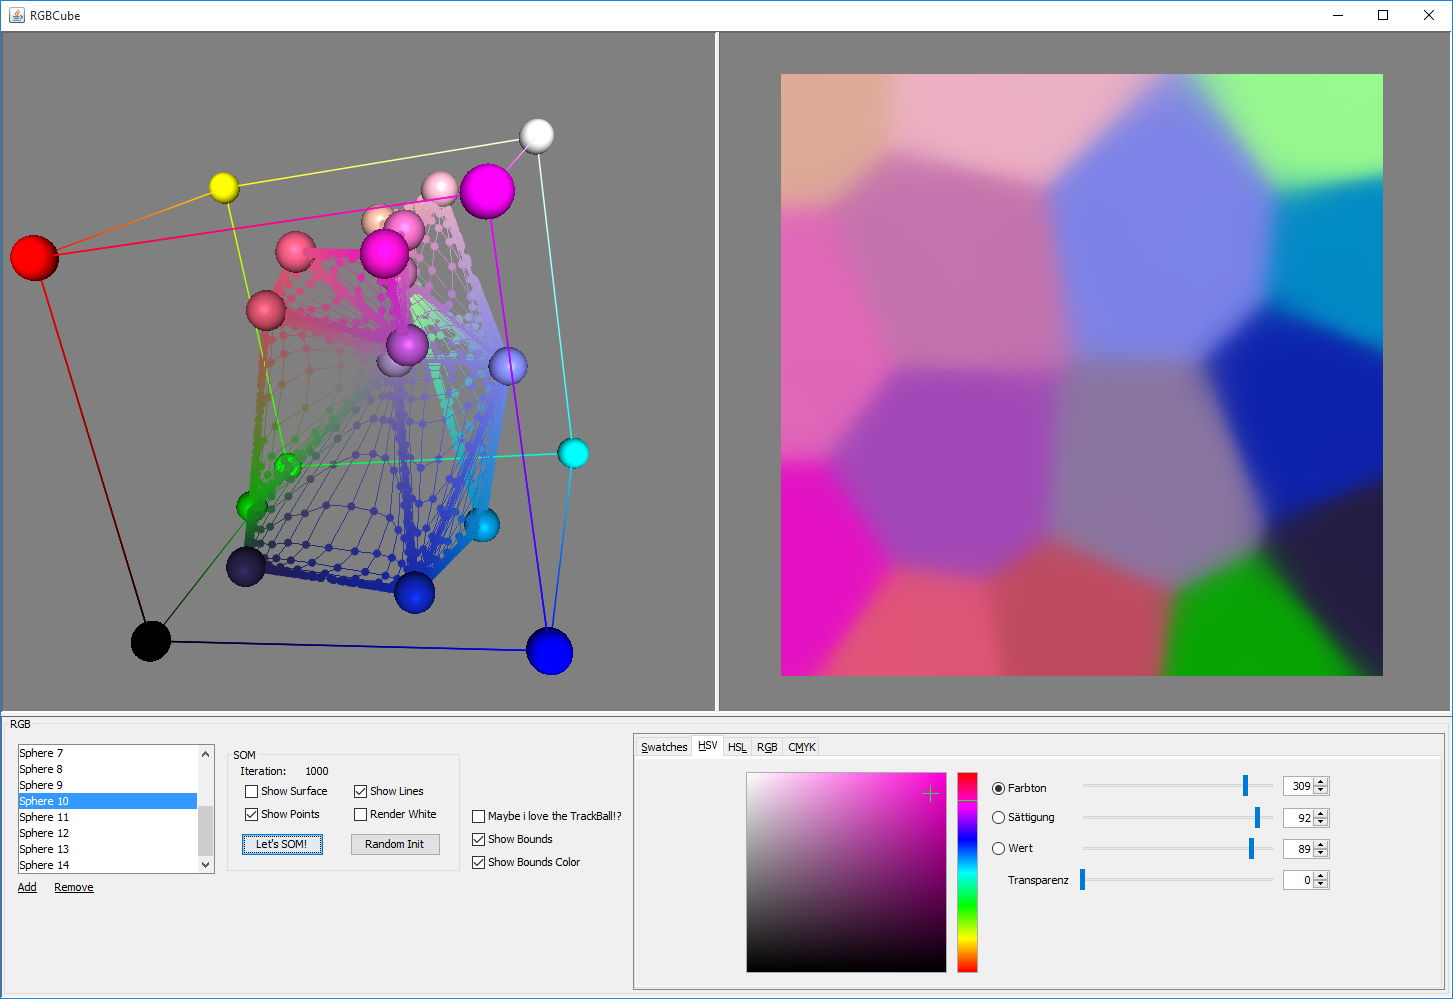 RGBCube
RGB
Sphere 7
Sphere 8
Sphere 9
Sphere 10
Sphere 11
Sphere 12
Sphere 13
Sphere 14
Add Remove
SOM
Iteration: 1000
Show Surface Show Lines
Show Points Render White
Let's SOM! Random Init
Maybe i love the TrackBall!?
Show Bounds
Show Bounds Color
Swatches HSV HSL RGB CMYK
Farbton 309
Sättigung 92
Wert 89
Transparenz 0